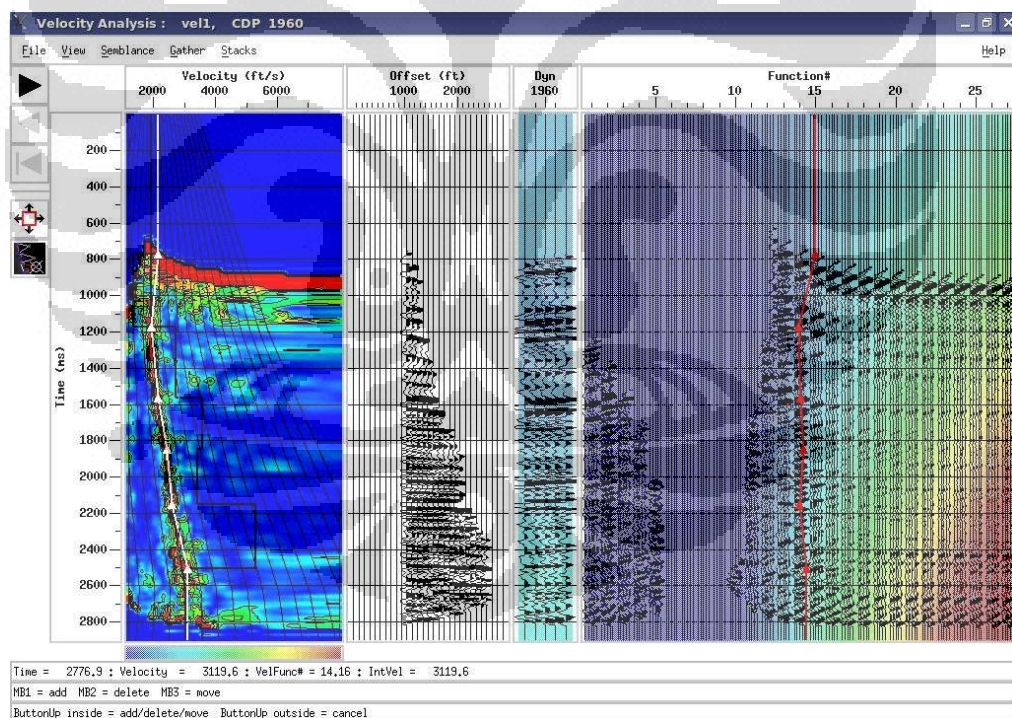 Velocity Analysis : vel1, CDP 1960
File View Semblance Gather Stacks Help
Velocity (ft/s) Offset (ft) Dyn Function#
2000 4000 6000 1000 2000 1960 5 10 15 20 25
Time (ms)
200
400
600
800
1000
1200
1400
1600
1800
2000
2200
2400
2600
2800
Time = 2776.9 : Velocity = 3119.6 : VelFunc# = 14.16 : IntVel = 3119.6
MB1 = add MB2 = delete MB3 = move
ButtonUp inside = add/delete/move ButtonUp outside = cancel